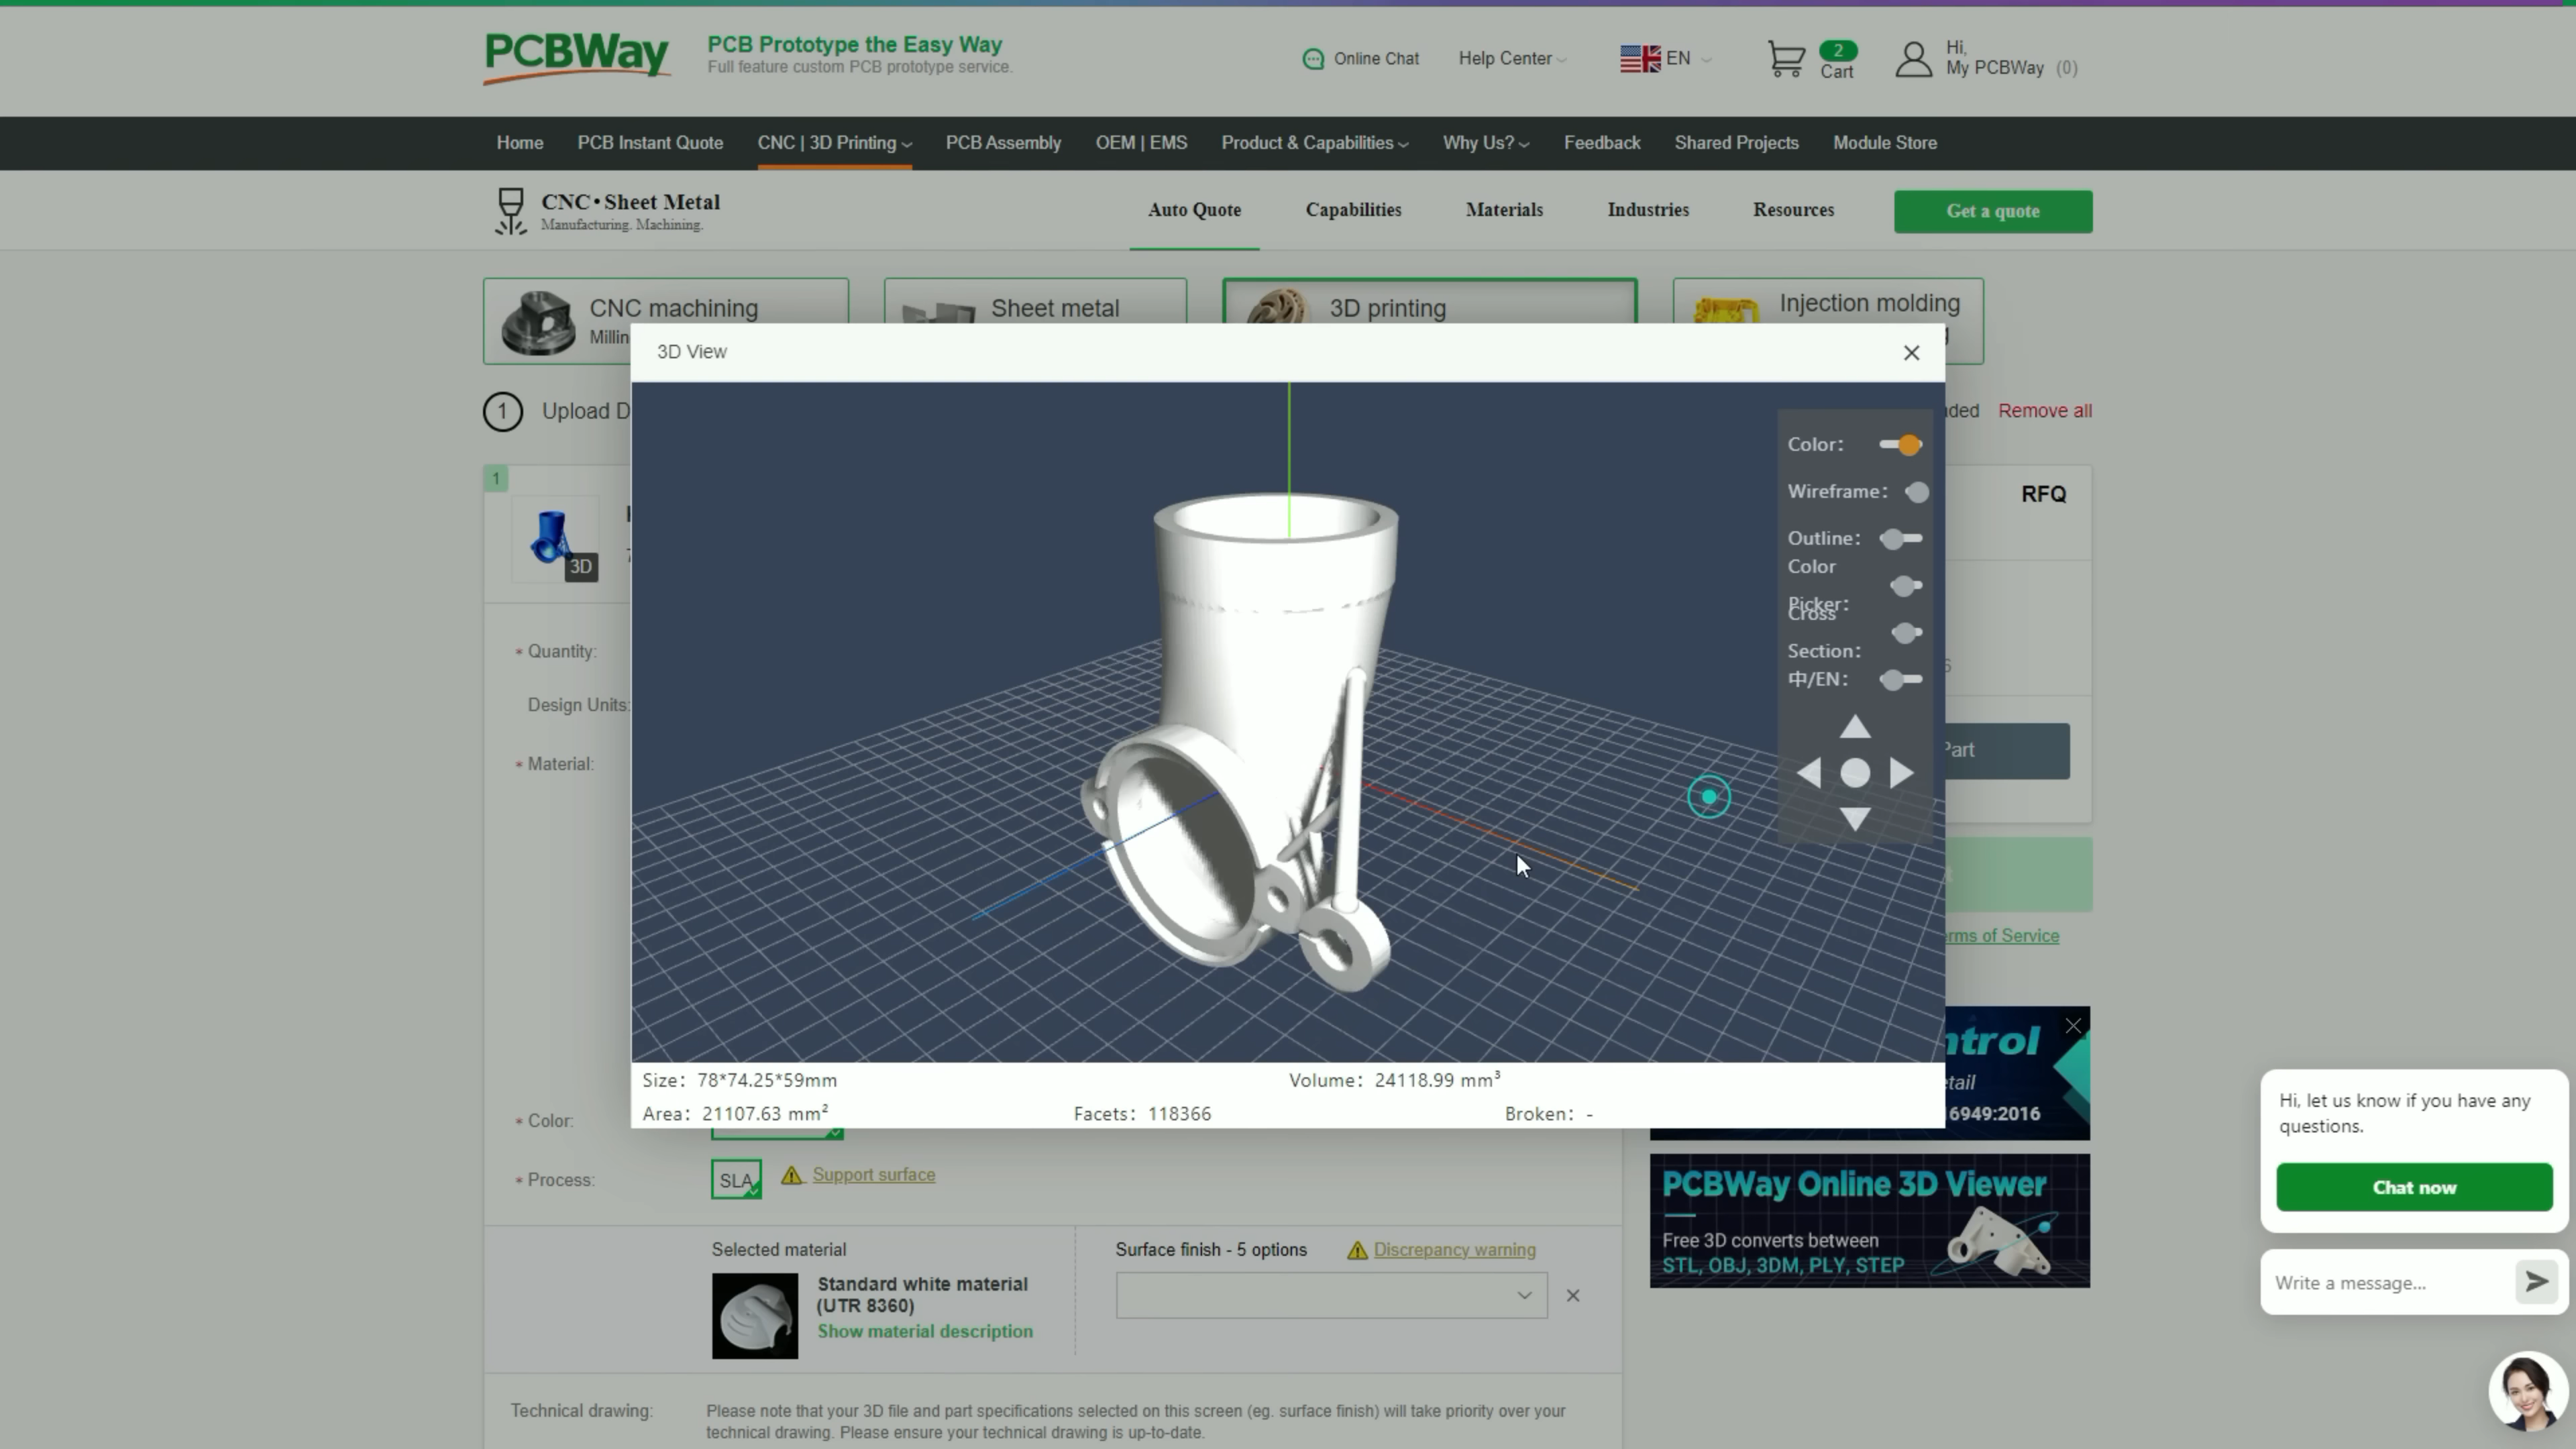 PCBWay
PCB Prototype the Easy Way
Full feature custom PCB prototype service.
Online Chat
Help Center
EN
2
Cart
Hi,
My PCBWay (0)
Home
PCB Instant Quote
CNC | 3D Printing
PCB Assembly
OEM | EMS
Product & Capabilities
Why Us?
Feedback
Shared Projects
Module Store
CNC • Sheet Metal
Manufacturing. Machining.
Auto Quote
Capabilities
Materials
Industries
Resources
Get a quote
CNC machining
Millin
Sheet metal
3D printing
Injection molding
3D View
1
Upload D
ded
Remove all
1
3D
RFQ
Color:
Wireframe:
Outline:
Color
Picker:
Cross
Section:
中/EN:
* Quantity:
Design Units:
* Material:
Part
rms of Service
Size: 78*74.25*59mm
Volume: 24118.99 mm³
Area: 21107.63 mm²
Facets: 118366
Broken: -
ntrol
etail
6949:2016
* Color:
* Process:
SLA
Support surface
PCBWay Online 3D Viewer
Free 3D converts between
STL, OBJ, 3DM, PLY, STEP
Selected material
Standard white material
(UTR 8360)
Show material description
Surface finish - 5 options
Discrepancy warning
Technical drawing:
Please note that your 3D file and part specifications selected on this screen (eg. surface finish) will take priority over your
technical drawing. Please ensure your technical drawing is up-to-date.
Hi, let us know if you have any
questions.
Chat now
Write a message...